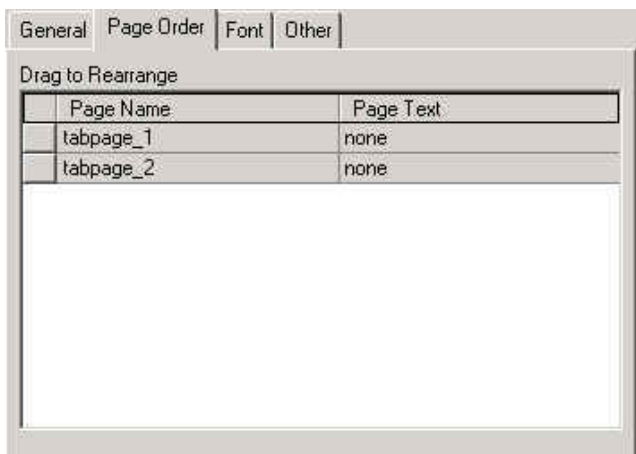 General Page Order Font Other
Drag to Rearrange
Page Name Page Text
tabpage_1 none
tabpage_2 none